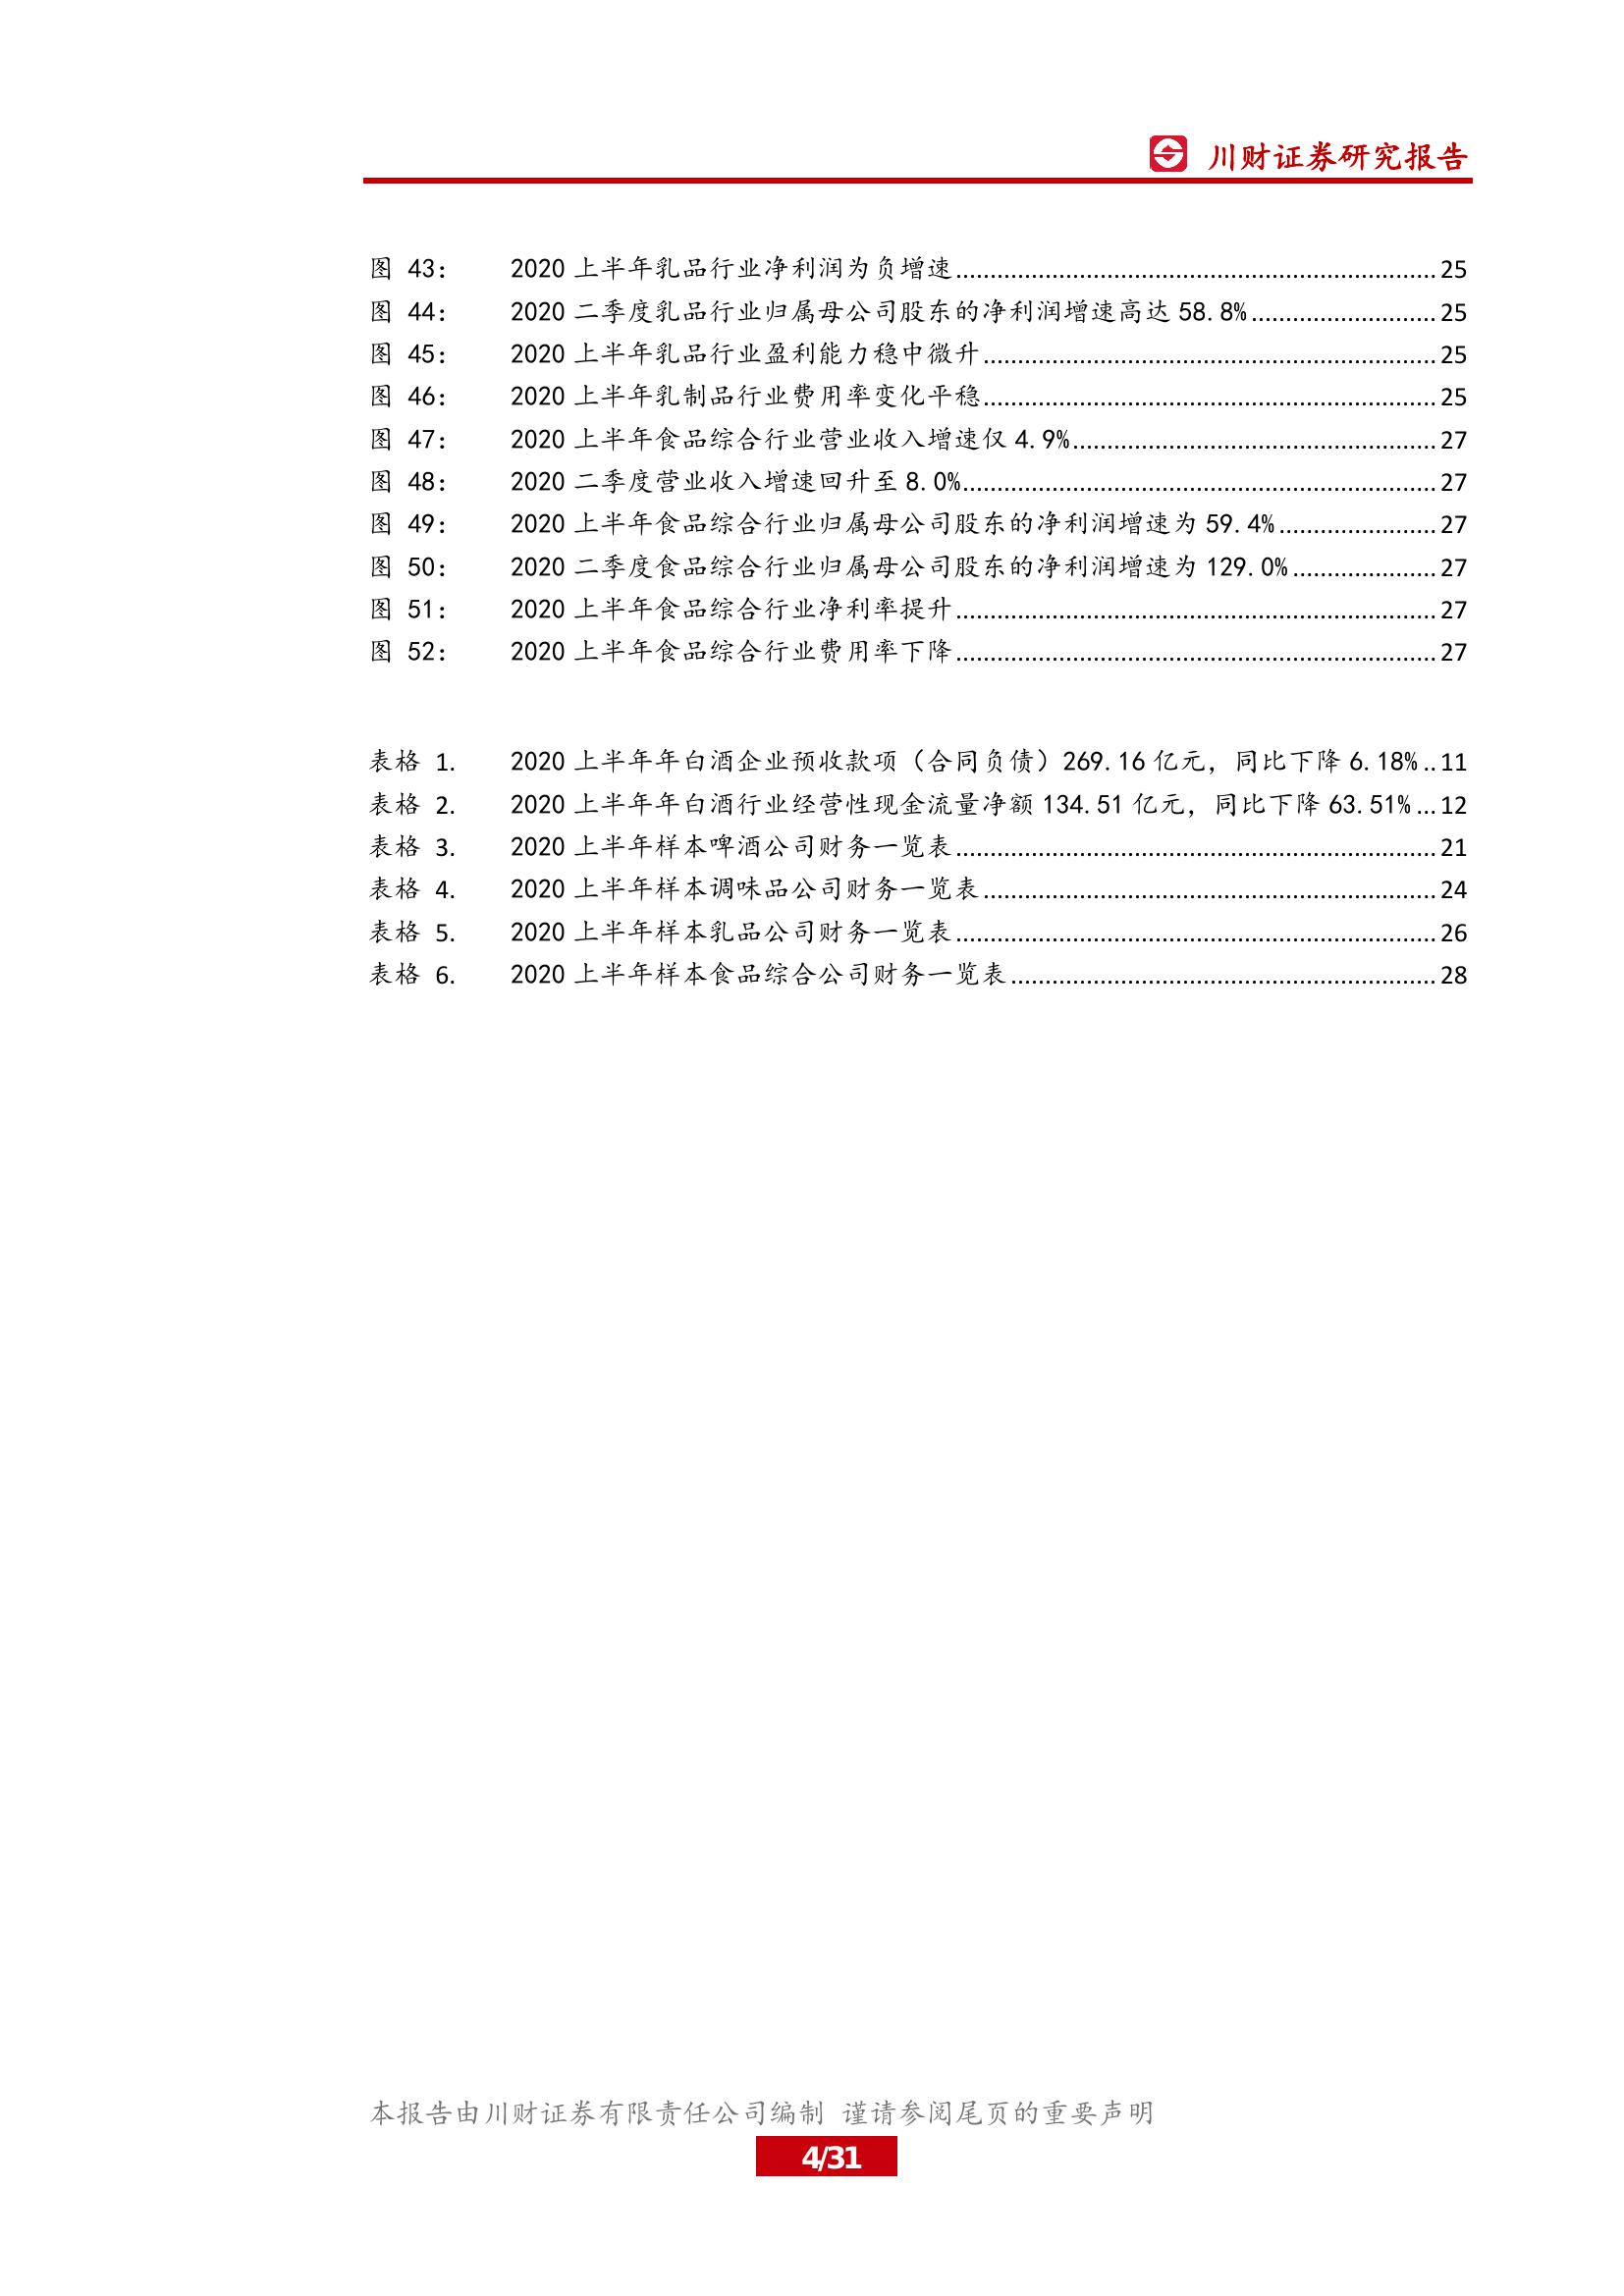 川财证券研究报告
图 43： 2020 上半年乳品行业净利润为负增速 25
图 44： 2020 二季度乳品行业归属母公司股东的净利润增速高达 58.8% 25
图 45： 2020 上半年乳品行业盈利能力稳中微升 25
图 46： 2020 上半年乳制品行业费用率变化平稳 25
图 47： 2020 上半年食品综合行业营业收入增速仅 4.9% 27
图 48： 2020 二季度营业收入增速回升至 8.0% 27
图 49： 2020 上半年食品综合行业归属母公司股东的净利润增速为 59.4% 27
图 50： 2020 二季度食品综合行业归属母公司股东的净利润增速为 129.0% 27
图 51： 2020 上半年食品综合行业净利率提升 27
图 52： 2020 上半年食品综合行业费用率下降 27
表格 1. 2020 上半年年白酒企业预收款项（合同负债）269.16 亿元，同比下降 6.18% 11
表格 2. 2020 上半年年白酒行业经营性现金流量净额 134.51 亿元，同比下降 63.51% 12
表格 3. 2020 上半年样本啤酒公司财务一览表 21
表格 4. 2020 上半年样本调味品公司财务一览表 24
表格 5. 2020 上半年样本乳品公司财务一览表 26
表格 6. 2020 上半年样本食品综合公司财务一览表 28
本报告由川财证券有限责任公司编制 谨请参阅尾页的重要声明
4/31